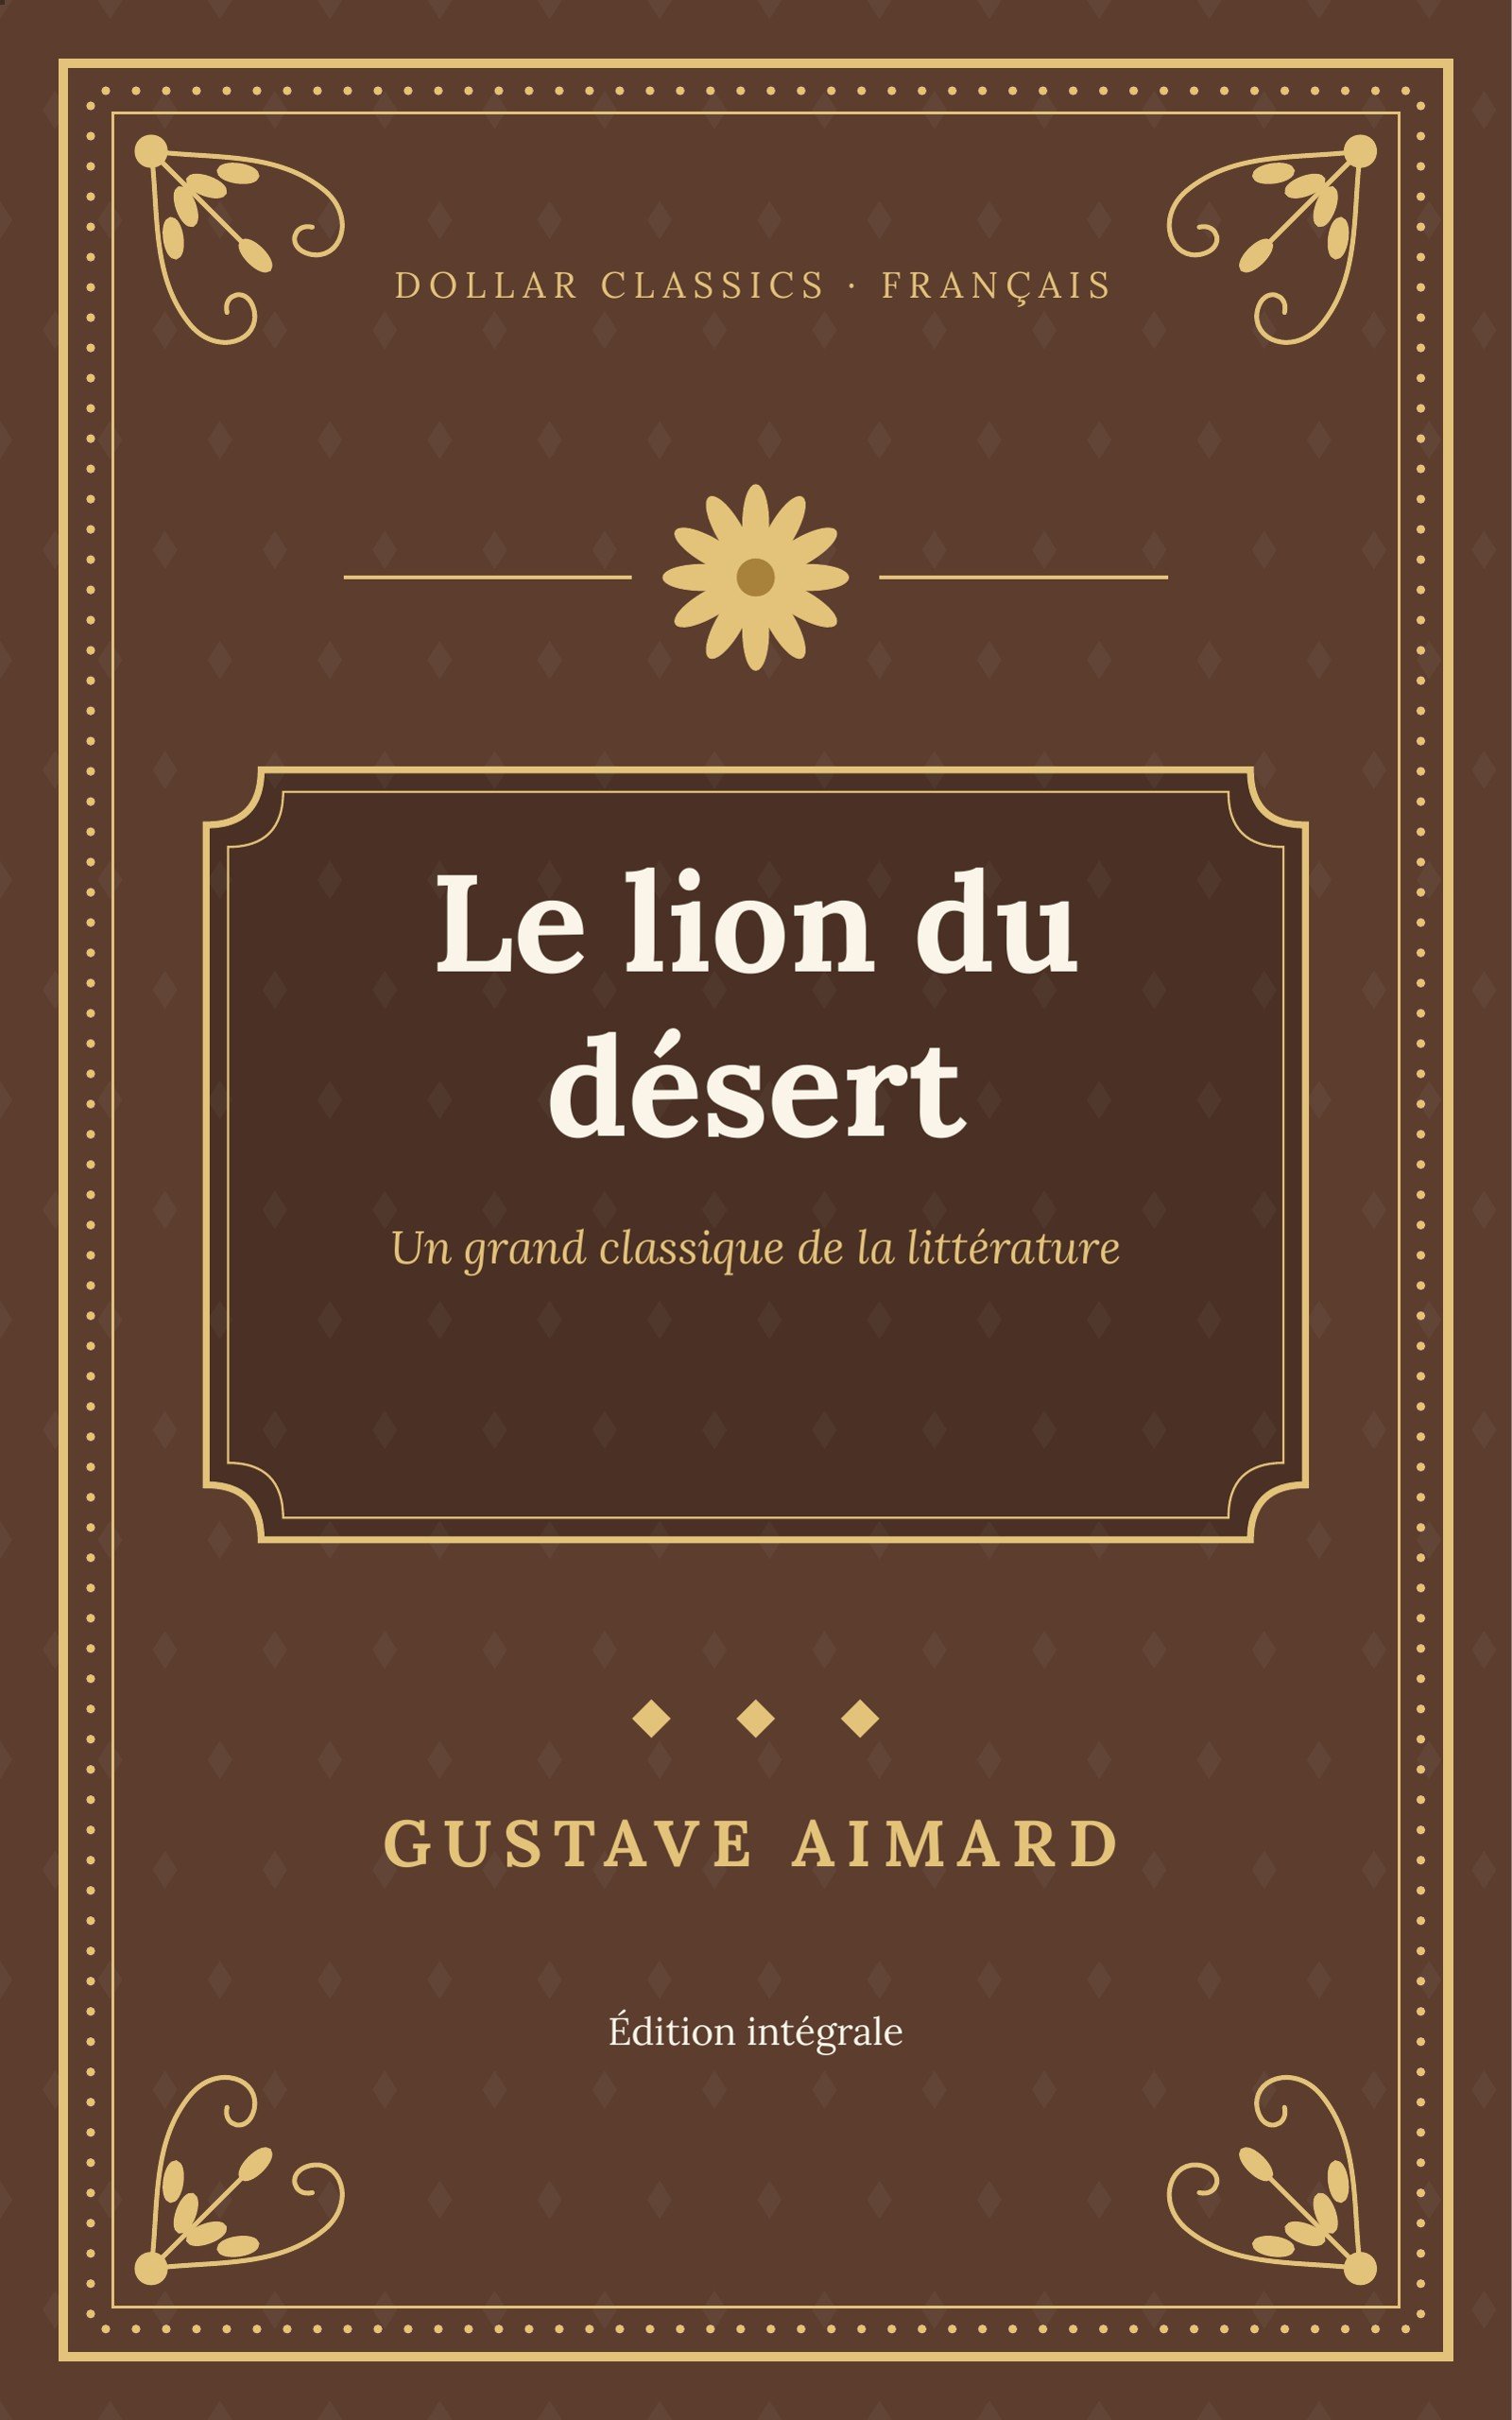 DOLLAR CLASSICS · FRANÇAIS
Le lion du
désert
Un grand classique de la littérature
GUSTAVE AIMARD
Édition intégrale